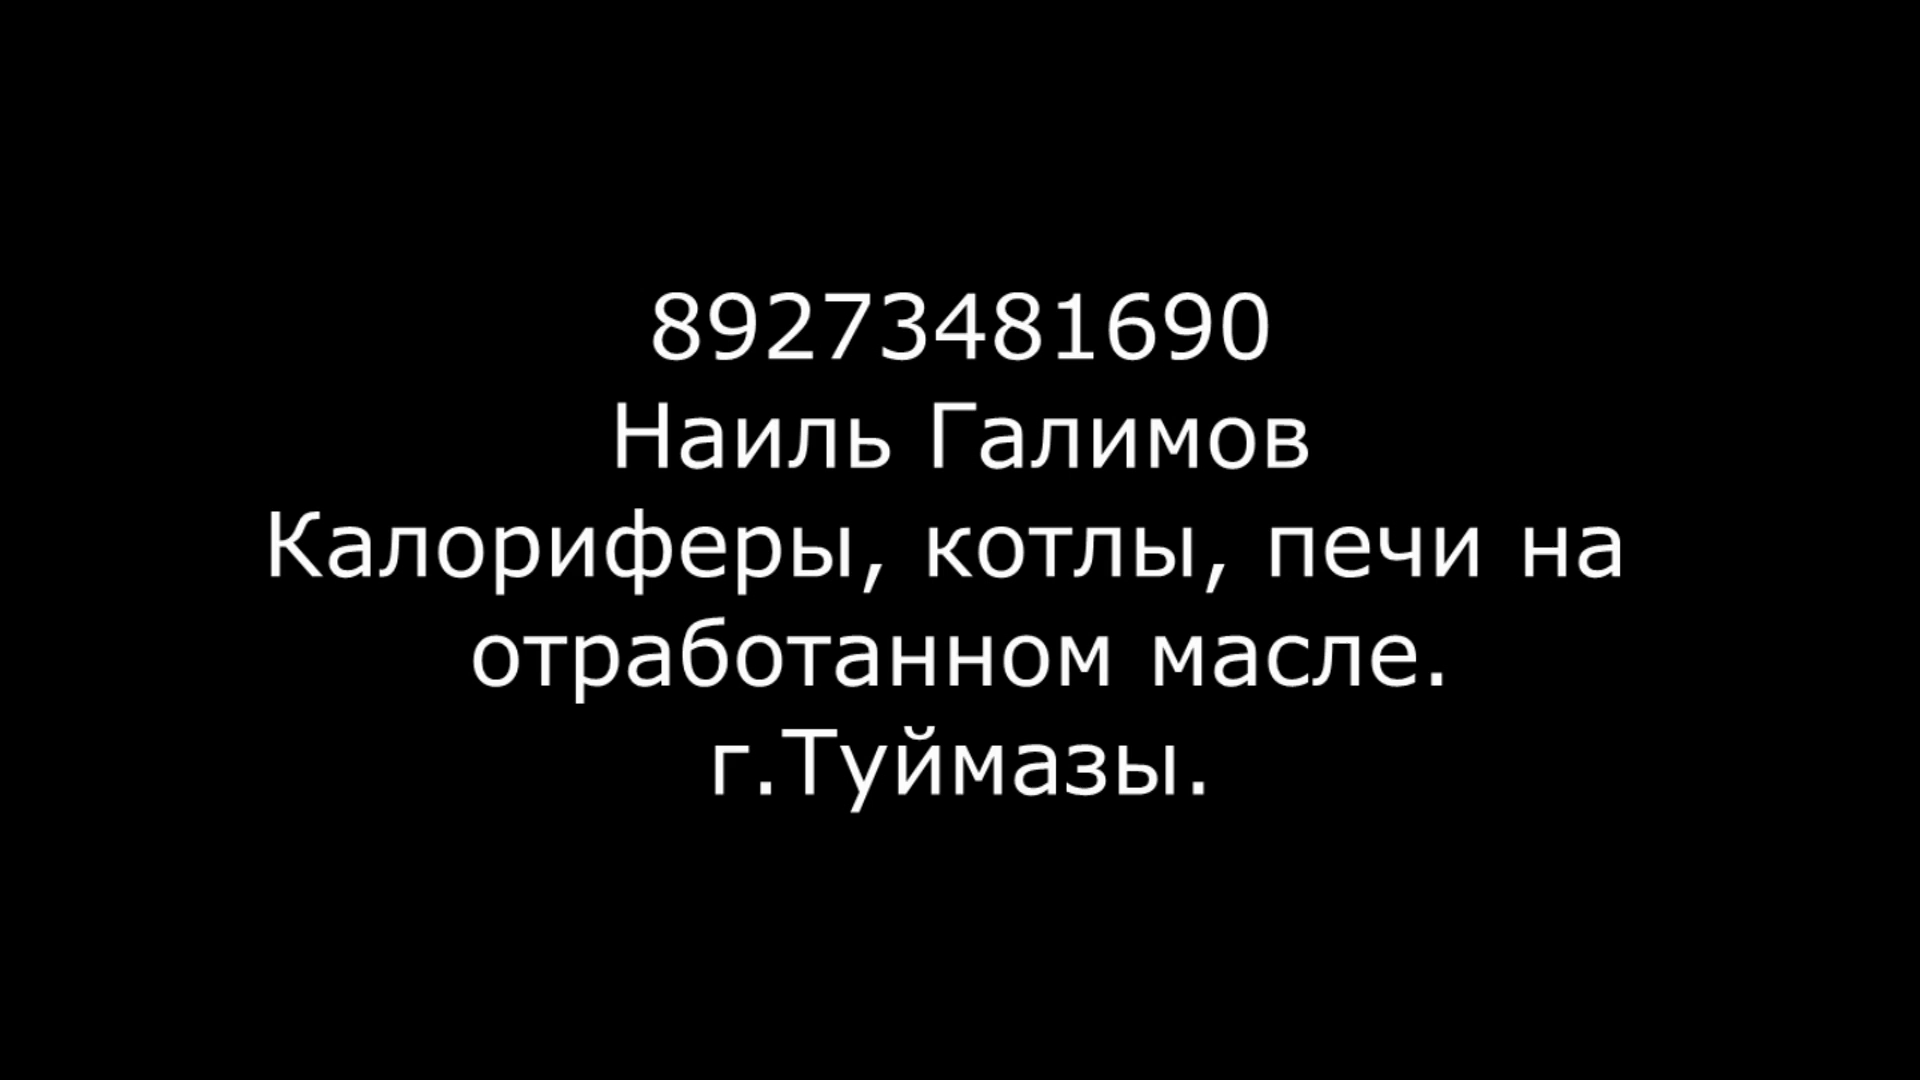 89273481690
Наиль Галимов
Калориферы, котлы, печи на
отработанном масле.
г.Туймазы.